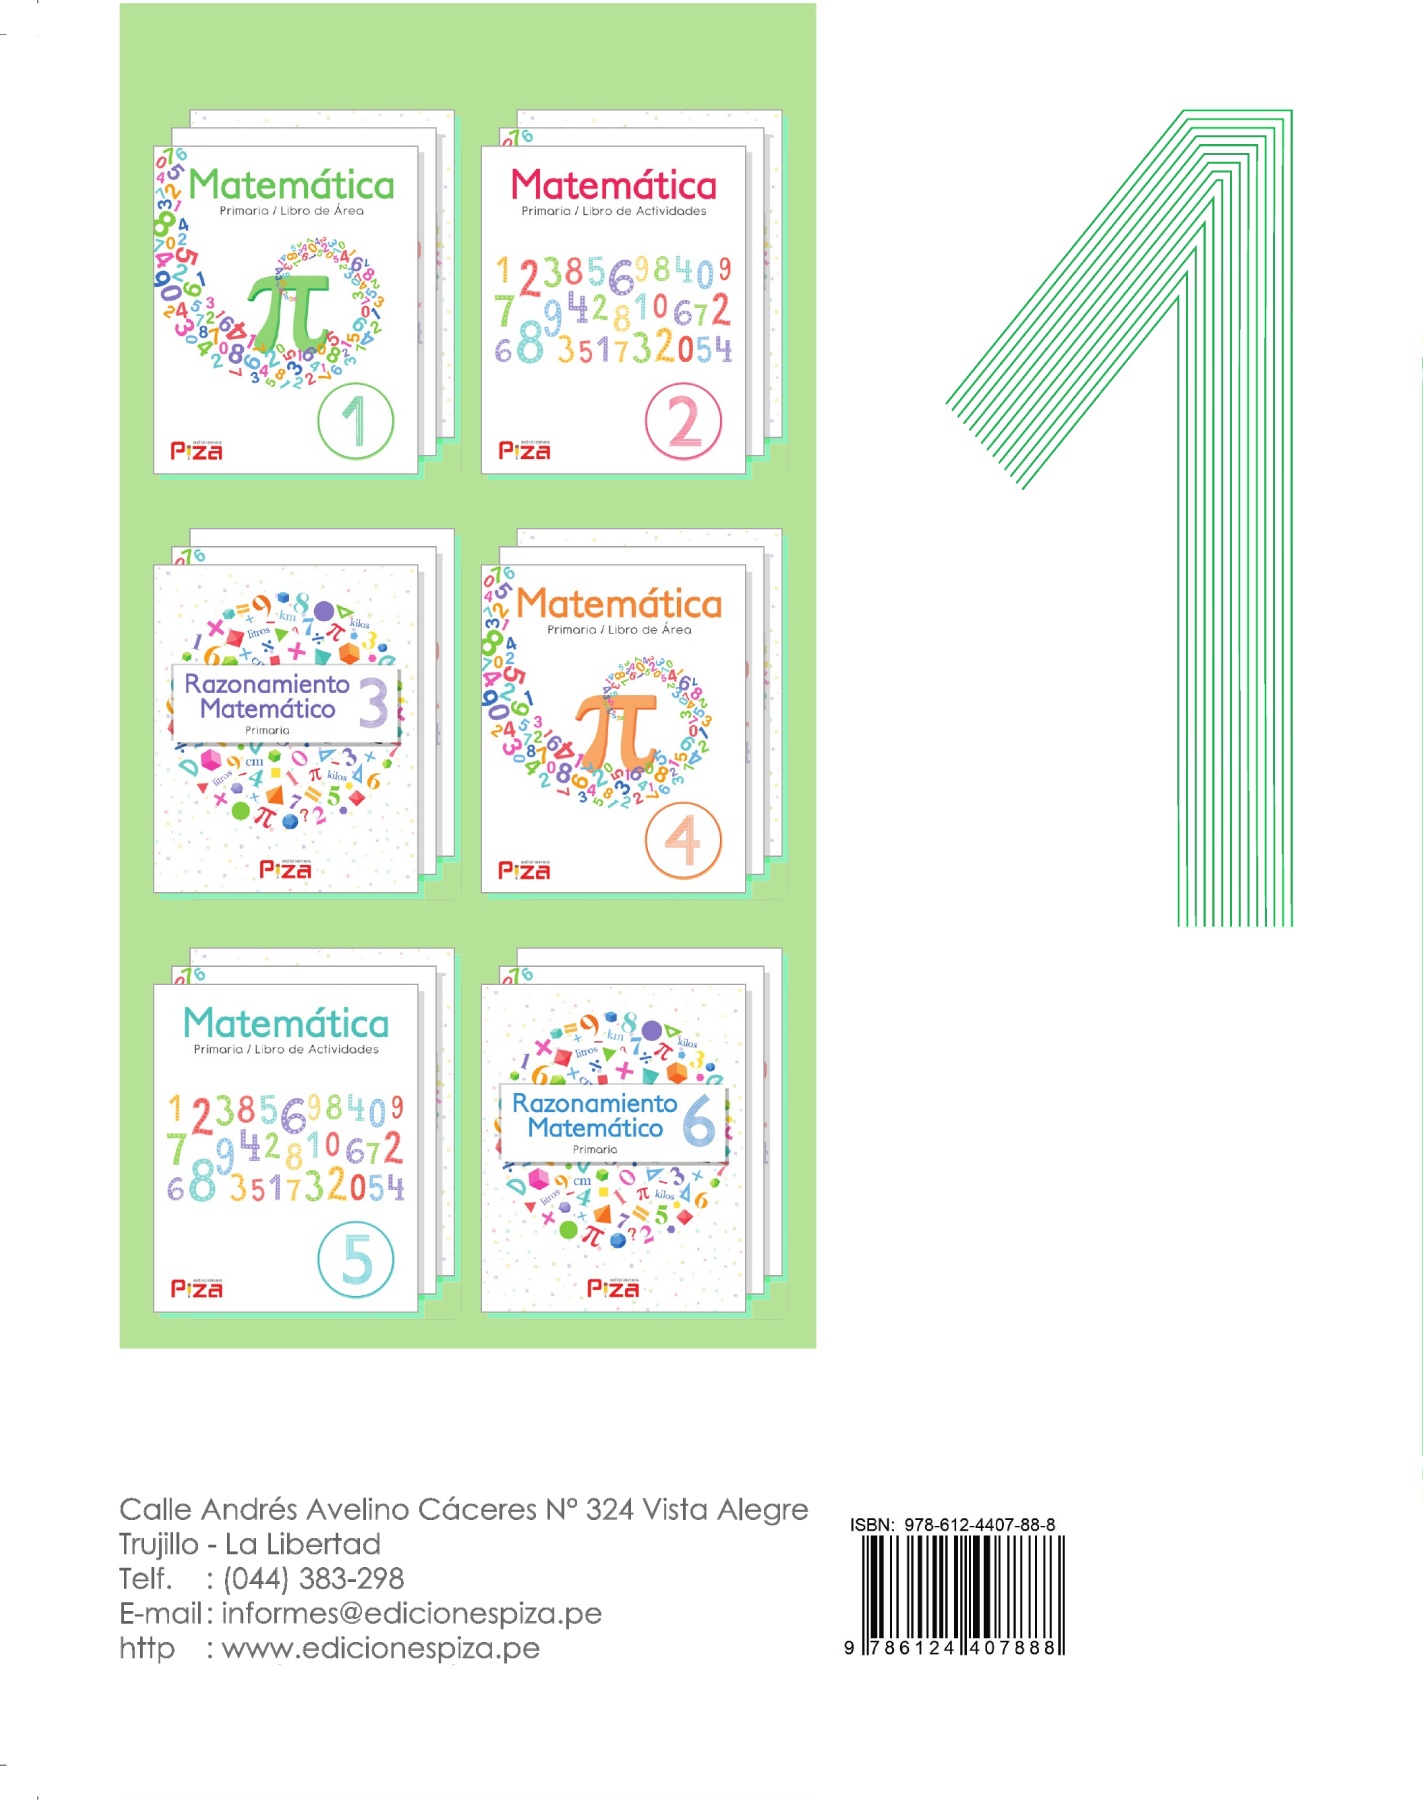 Matemática
Primaria / Libro de Área
1
ediciones
Piza
Matemática
Primaria / Libro de Actividades
1 2 3 8 5 6 9 8 4 0 9
7 9 4 2 8 1 0 6 7 2
6 8 3 5 1 7 3 2 0 5 4
2
ediciones
Piza
Razonamiento
Matemático
3
Primaria
ediciones
Piza
Matemática
Primaria / Libro de Área
4
ediciones
Piza
Matemática
Primaria / Libro de Actividades
1 2 3 8 5 6 9 8 4 0 9
7 9 4 2 8 1 0 6 7 2
6 8 3 5 1 7 3 2 0 5 4
5
ediciones
Piza
Razonamiento
Matemático
6
Primaria
ediciones
Piza
1
Calle Andrés Avelino Cáceres N° 324 Vista Alegre
Trujillo - La Libertad
Telf. : (044) 383-298
E-mail : informes@edicionespiza.pe
http : www.edicionespiza.pe
ISBN: 978-612-4407-88-8
9 786124 407888